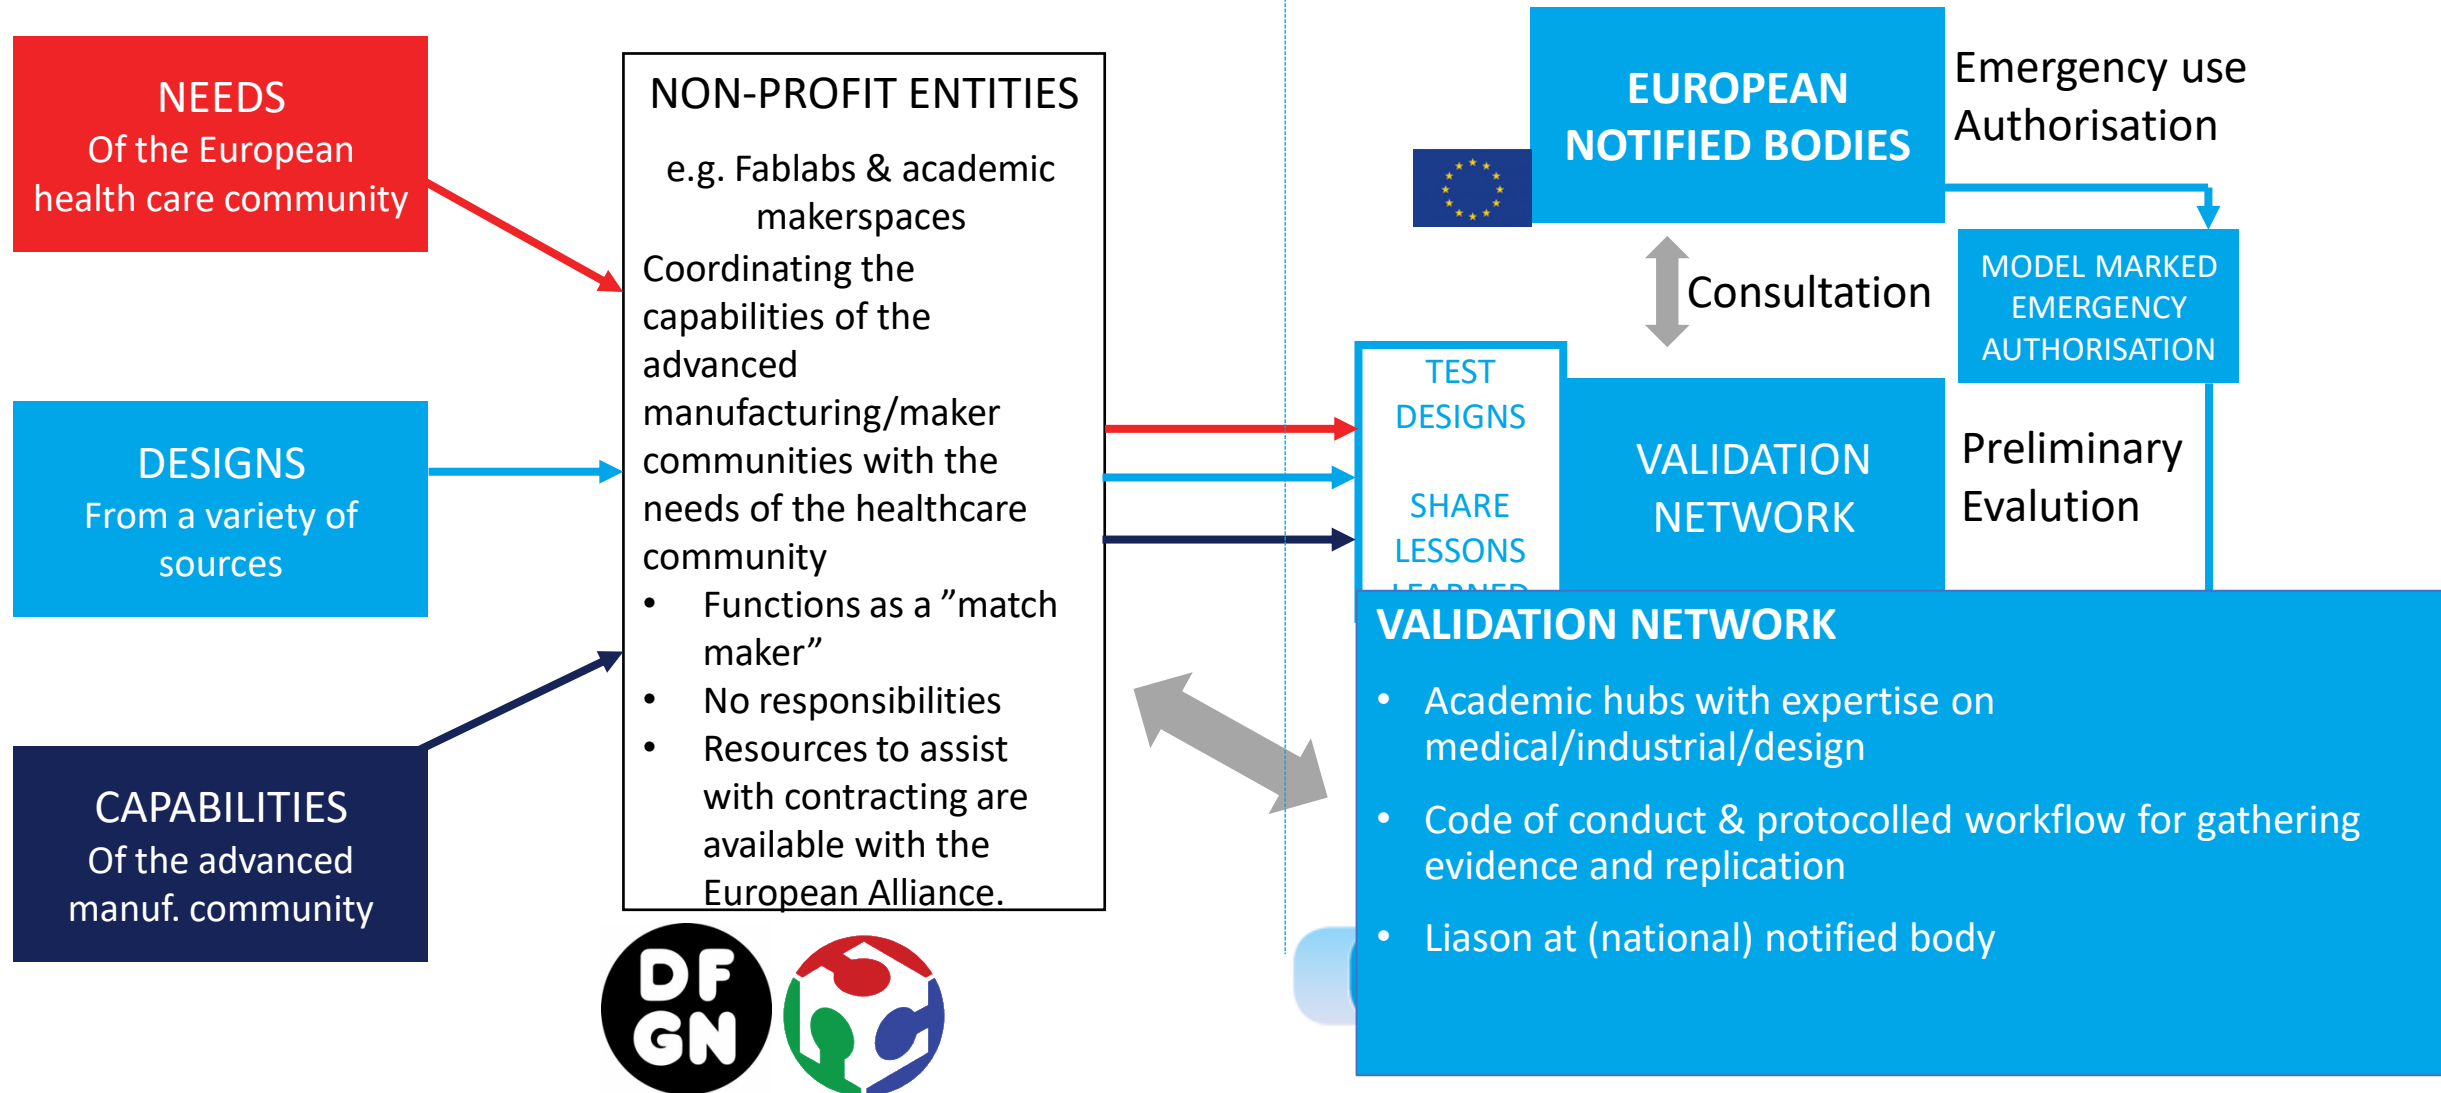 NEEDS
Of the European
health care community
DESIGNS
From a variety of
sources
CAPABILITIES
Of the advanced
manuf. community
NON-PROFIT ENTITIES
e.g. Fablabs & academic
makerspaces
Coordinating the
capabilities of the
advanced
manufacturing/maker
communities with the
needs of the healthcare
community
• Functions as a ”match
maker”
• No responsibilities
• Resources to assist
with contracting are
available with the
European Alliance.
DF
GN
EUROPEAN
NOTIFIED BODIES
Emergency use
Authorisation
Consultation
MODEL MARKED
EMERGENCY
AUTHORISATION
TEST
DESIGNS
SHARE
LESSONS
LEARNED
VALIDATION
NETWORK
Preliminary
Evalution
VALIDATION NETWORK
• Academic hubs with expertise on
medical/industrial/design
• Code of conduct & protocolled workflow for gathering
evidence and replication
• Liason at (national) notified body